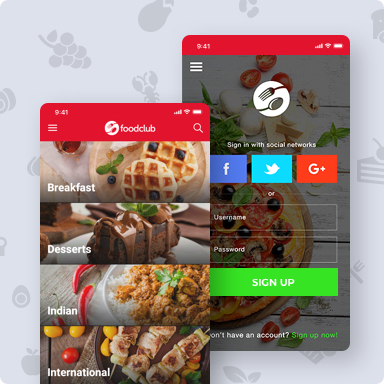 9:41
Sign in with social networks
f
G+
or
Username
Password
SIGN UP
on't have an account? Sign up now!
9:41
foodclub
Breakfast
Desserts
Indian
International